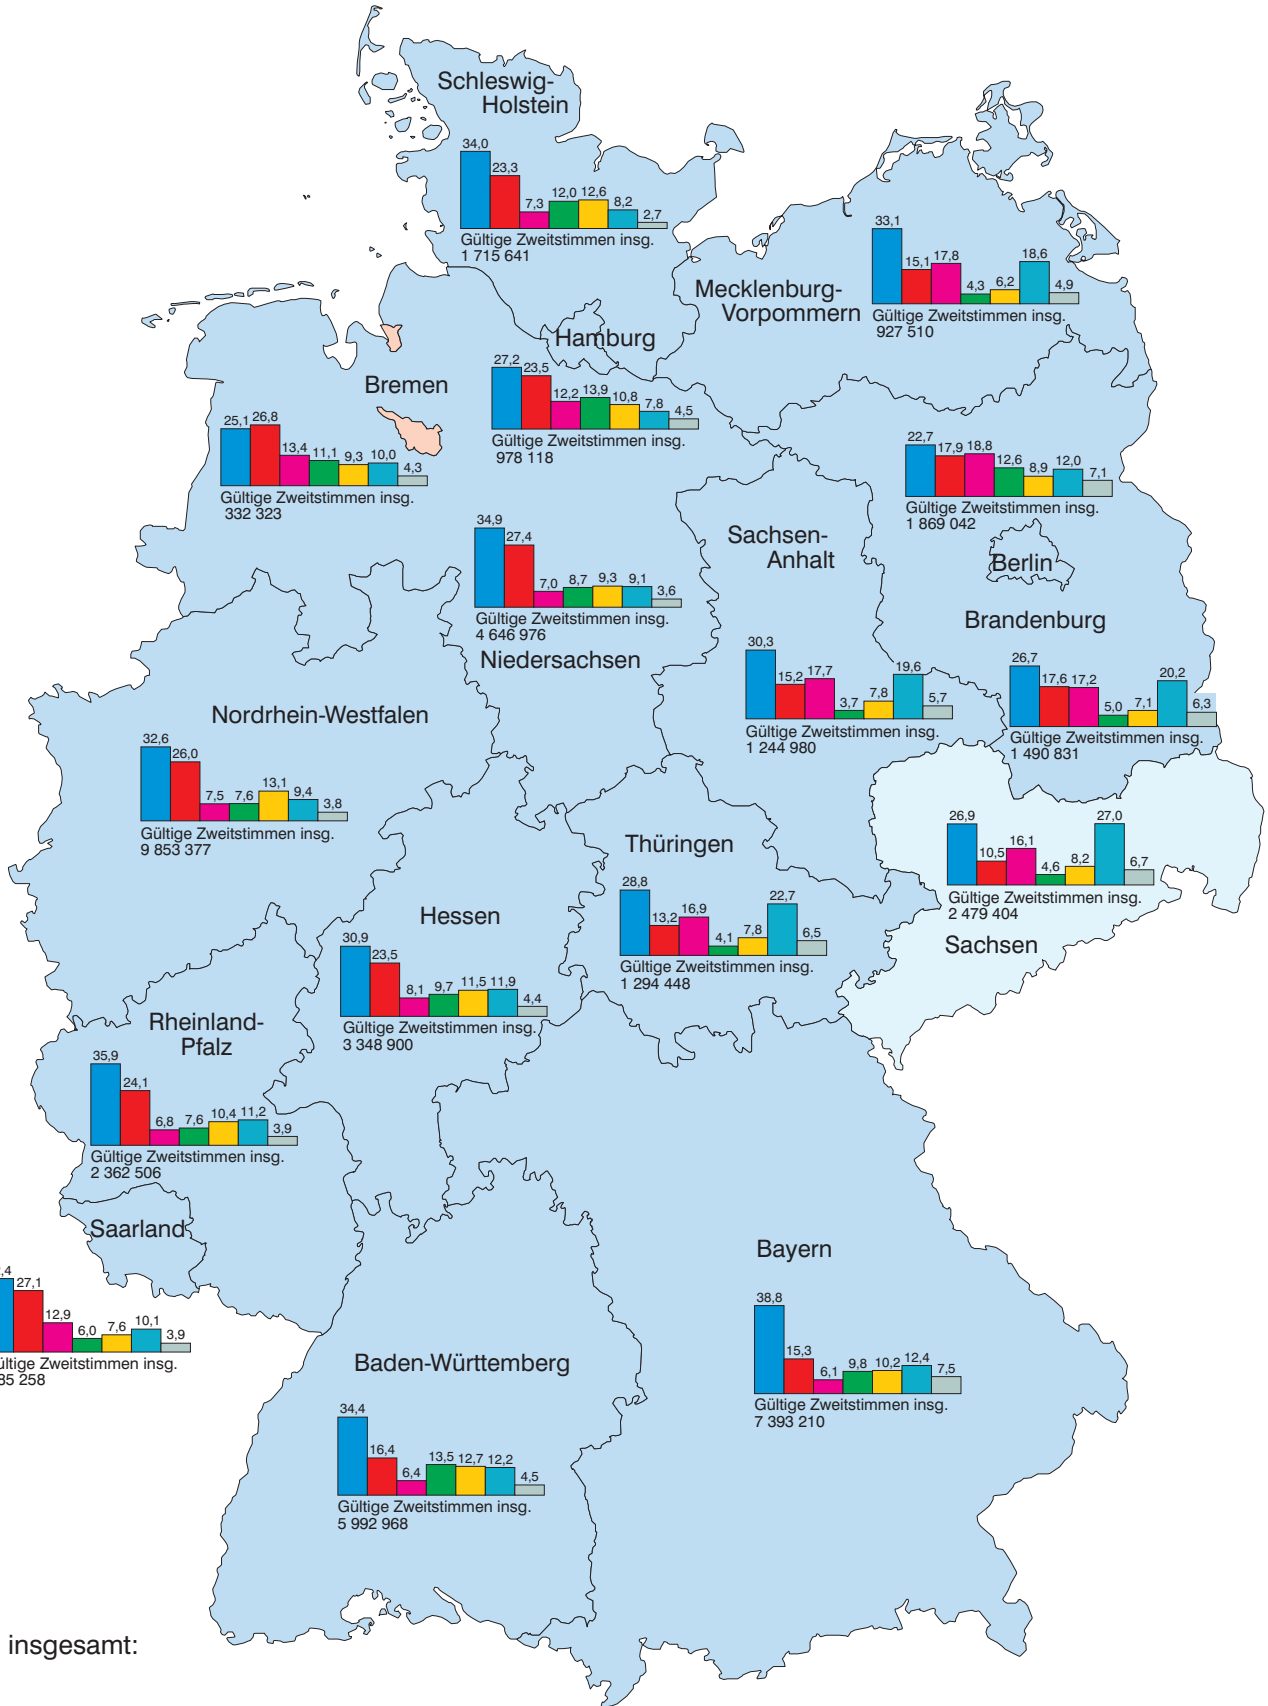 Schleswig-
Holstein
34,0
23,3
7,3
12,0
12,6
8,2
2,7
Gültige Zweitstimmen insg.
1 715 641
Mecklenburg-
Vorpommern
33,1
15,1
17,8
4,3
6,2
18,6
4,9
Gültige Zweitstimmen insg.
927 510
Hamburg
27,2
23,5
12,2
13,9
10,8
7,8
4,5
Gültige Zweitstimmen insg.
978 118
Bremen
25,1
26,8
13,4
11,1
9,3
10,0
4,3
Gültige Zweitstimmen insg.
332 323
22,7
17,9
18,8
12,6
8,9
12,0
7,1
Gültige Zweitstimmen insg.
1 869 042
Berlin
34,9
27,4
7,0
8,7
9,3
9,1
3,6
Gültige Zweitstimmen insg.
4 646 976
Niedersachsen
Sachsen-
Anhalt
30,3
15,2
17,7
3,7
7,8
19,6
5,7
Gültige Zweitstimmen insg.
1 244 980
Brandenburg
26,7
17,6
17,2
5,0
7,1
20,2
6,3
Gültige Zweitstimmen insg.
1 490 831
Nordrhein-Westfalen
32,6
26,0
7,5
7,6
13,1
9,4
3,8
Gültige Zweitstimmen insg.
9 853 377
26,9
10,5
16,1
4,6
8,2
27,0
6,7
Gültige Zweitstimmen insg.
2 479 404
Sachsen
Thüringen
28,8
13,2
16,9
4,1
7,8
22,7
6,5
Gültige Zweitstimmen insg.
1 294 448
Hessen
30,9
23,5
8,1
9,7
11,5
11,9
4,4
Gültige Zweitstimmen insg.
3 348 900
Rheinland-
Pfalz
35,9
24,1
6,8
7,6
10,4
11,2
3,9
Gültige Zweitstimmen insg.
2 362 506
Saarland
,4
27,1
12,9
6,0
7,6
10,1
3,9
ültige Zweitstimmen insg.
85 258
Bayern
38,8
15,3
6,1
9,8
10,2
12,4
7,5
Gültige Zweitstimmen insg.
7 393 210
Baden-Württemberg
34,4
16,4
6,4
13,5
12,7
12,2
4,5
Gültige Zweitstimmen insg.
5 992 968
insgesamt: